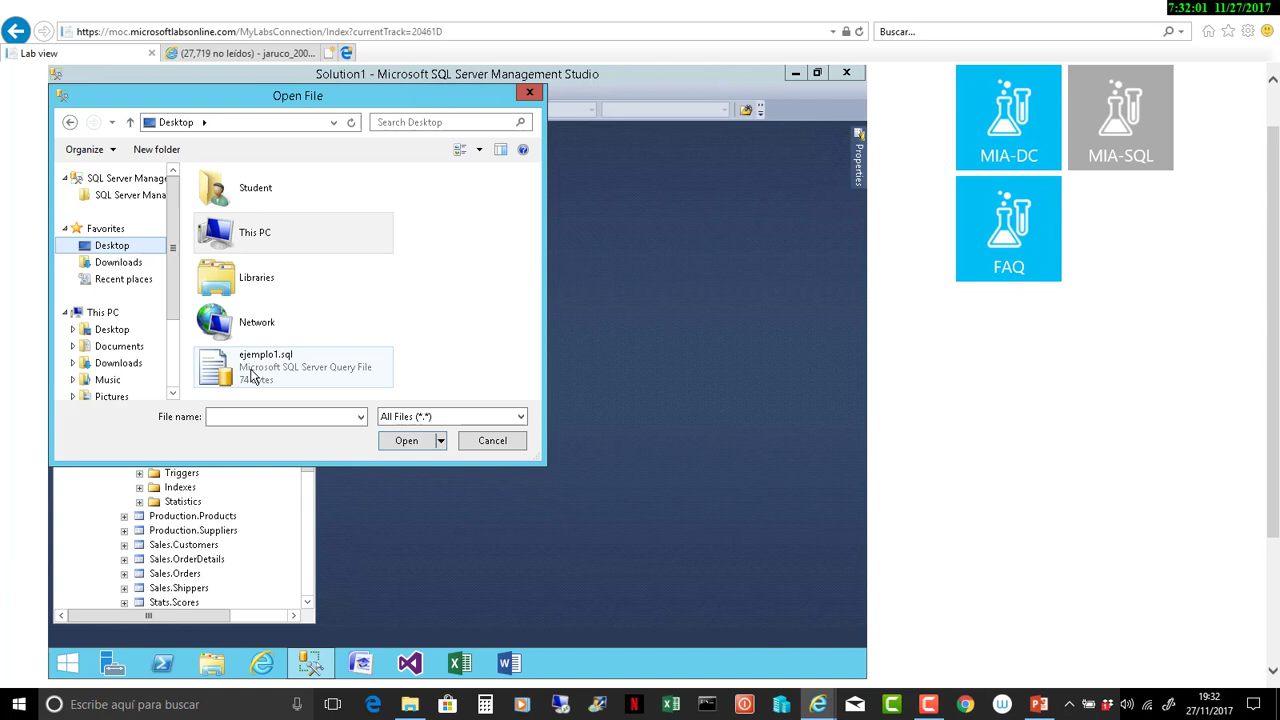 7:32:01 11/27/2017
https://moc.microsoftlabsonline.com/MyLabsConnection/Index?currentTrack=20461D
Buscar...
Lab view
(27,719 no leídos) - jaruco_200...
Solution1 - Microsoft SQL Server Management Studio
Open File
Desktop
Search Desktop
Organize
New folder
SQL Server Manag
SQL Server Mana
Favorites
Desktop
Downloads
Recent places
This PC
Desktop
Documents
Downloads
Music
Pictures
Student
This PC
Libraries
Network
ejemplo1.sql
Microsoft SQL Server Query File
File name:
All Files (*.*)
Open
Cancel
Properties
Triggers
Indexes
Statistics
Production.Products
Production.Suppliers
Sales.Customers
Sales.OrderDetails
Sales.Orders
Sales.Shippers
Stats.Scores
MIA-DC
MIA-SQL
FAQ
Escribe aquí para buscar
19:32
27/11/2017